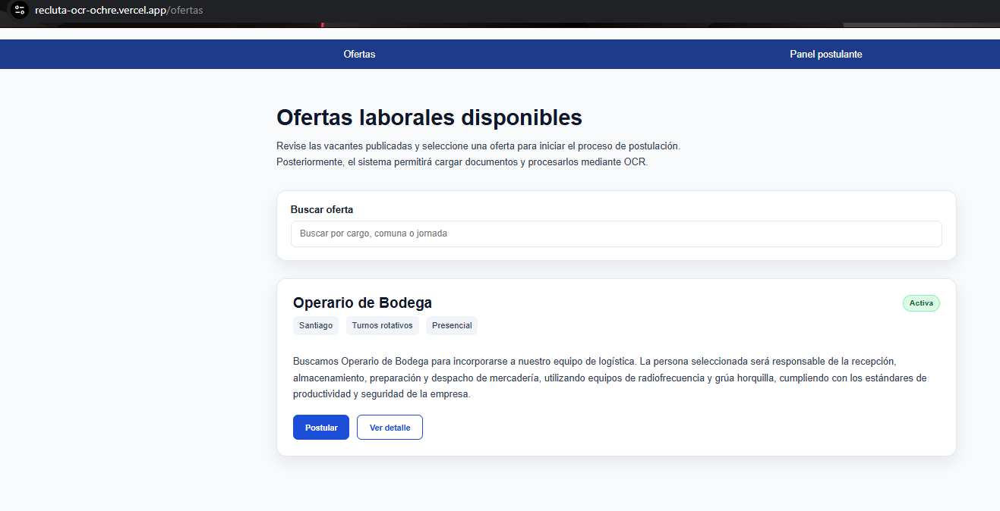 recluta-ocr-ochre.vercel.app/ofertas
Ofertas
Panel postulante
Ofertas laborales disponibles
Revise las vacantes publicadas y seleccione una oferta para iniciar el proceso de postulación.
Posteriormente, el sistema permitirá cargar documentos y procesarlos mediante OCR.
Buscar oferta
Buscar por cargo, comuna o jornada
Operario de Bodega
Activa
Santiago
Turnos rotativos
Presencial
Buscamos Operario de Bodega para incorporarse a nuestro equipo de logística. La persona seleccionada será responsable de la recepción,
almacenamiento, preparación y despacho de mercadería, utilizando equipos de radiofrecuencia y grúa horquilla, cumpliendo con los estándares de
productividad y seguridad de la empresa.
Postular
Ver detalle